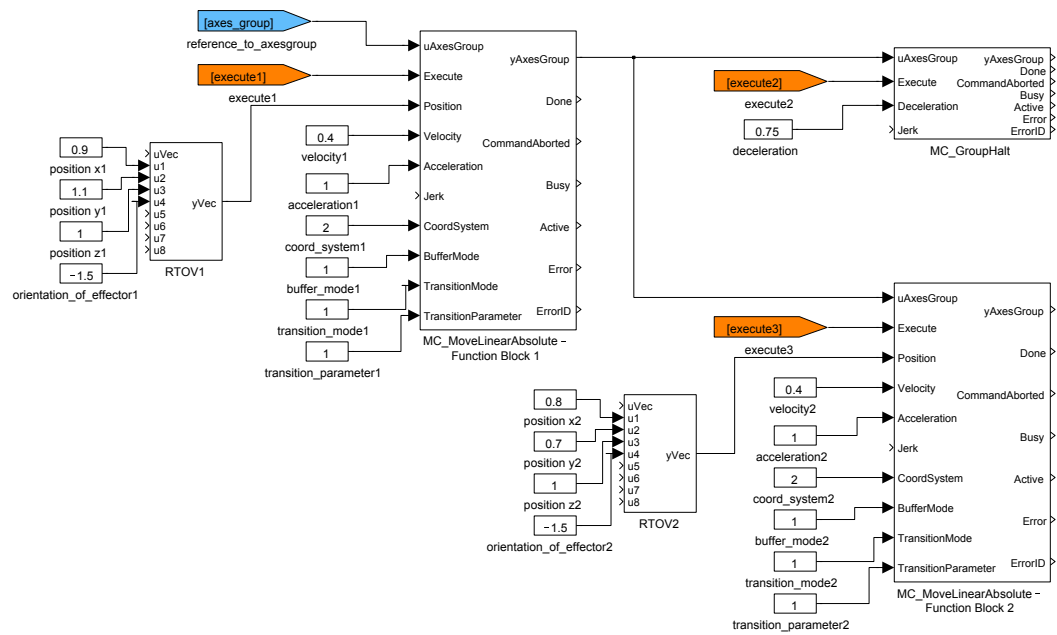 [axes_group]
reference_to_axesgroup
[execute1]
execute1
0.9
position x1
1.1
position y1
1
position z1
−1.5
orientation_of_effector1
uVec
u1
u2
u3
u4
u5
u6
u7
u8
yVec
RTOV1
0.4
velocity1
1
acceleration1
2
coord_system1
1
buffer_mode1
1
transition_mode1
1
transition_parameter1
uAxesGroup
Execute
Position
Velocity
Acceleration
Jerk
CoordSystem
BufferMode
TransitionMode
TransitionParameter
yAxesGroup
Done
CommandAborted
Busy
Active
Error
ErrorID
MC_MoveLinearAbsolute −
Function Block 1
[execute2]
execute2
0.75
deceleration
uAxesGroup
Execute
Deceleration
Jerk
yAxesGroup
Done
CommandAborted
Busy
Active
Error
ErrorID
MC_GroupHalt
[execute3]
execute3
0.8
position x2
0.7
position y2
1
position z2
−1.5
orientation_of_effector2
uVec
u1
u2
u3
u4
u5
u6
u7
u8
yVec
RTOV2
0.4
velocity2
1
acceleration2
2
coord_system2
1
buffer_mode2
1
transition_mode2
1
transition_parameter2
uAxesGroup
Execute
Position
Velocity
Acceleration
Jerk
CoordSystem
BufferMode
TransitionMode
TransitionParameter
yAxesGroup
Done
CommandAborted
Busy
Active
Error
ErrorID
MC_MoveLinearAbsolute −
Function Block 2